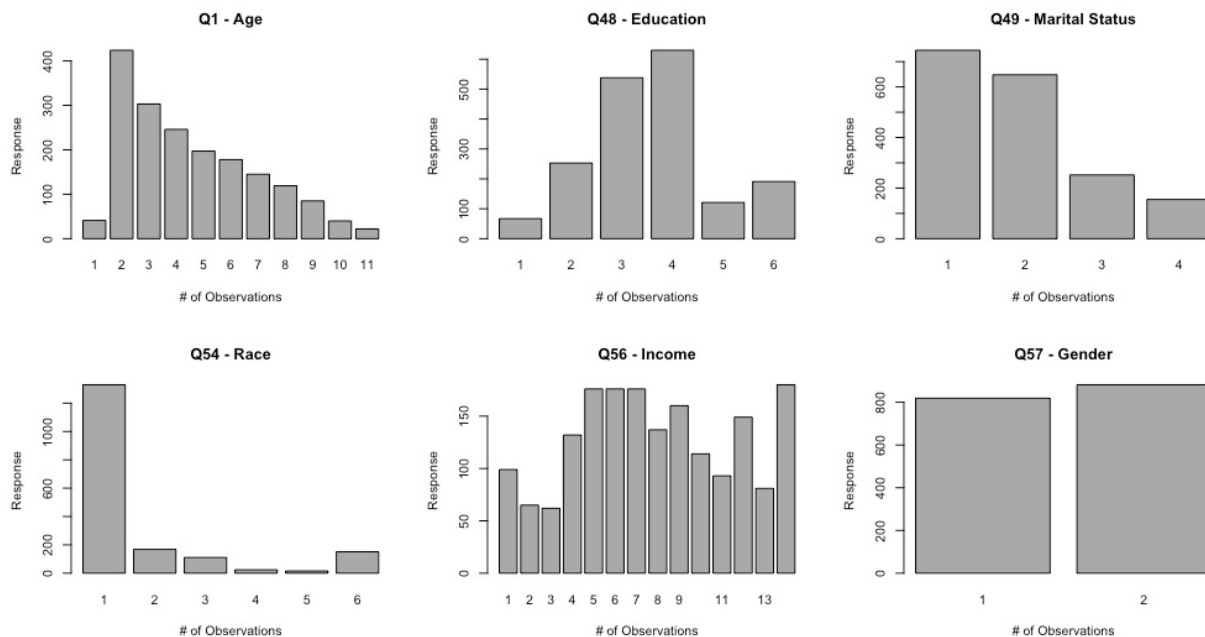 Q1 - Age
Response
0 100 200 300 400
1 2 3 4 5 6 7 8 9 10 11
# of Observations
Q48 - Education
Response
100 300 500
1 2 3 4 5 6
# of Observations
Q49 - Marital Status
Response
0 200 400 600
1 2 3 4
# of Observations
Q54 - Race
Response
0 200 600 1000
1 2 3 4 5 6
# of Observations
Q56 - Income
Response
0 50 100 150
1 2 3 4 5 6 7 8 9 11 13
# of Observations
Q57 - Gender
Response
0 200 400 600 800
1 2
# of Observations